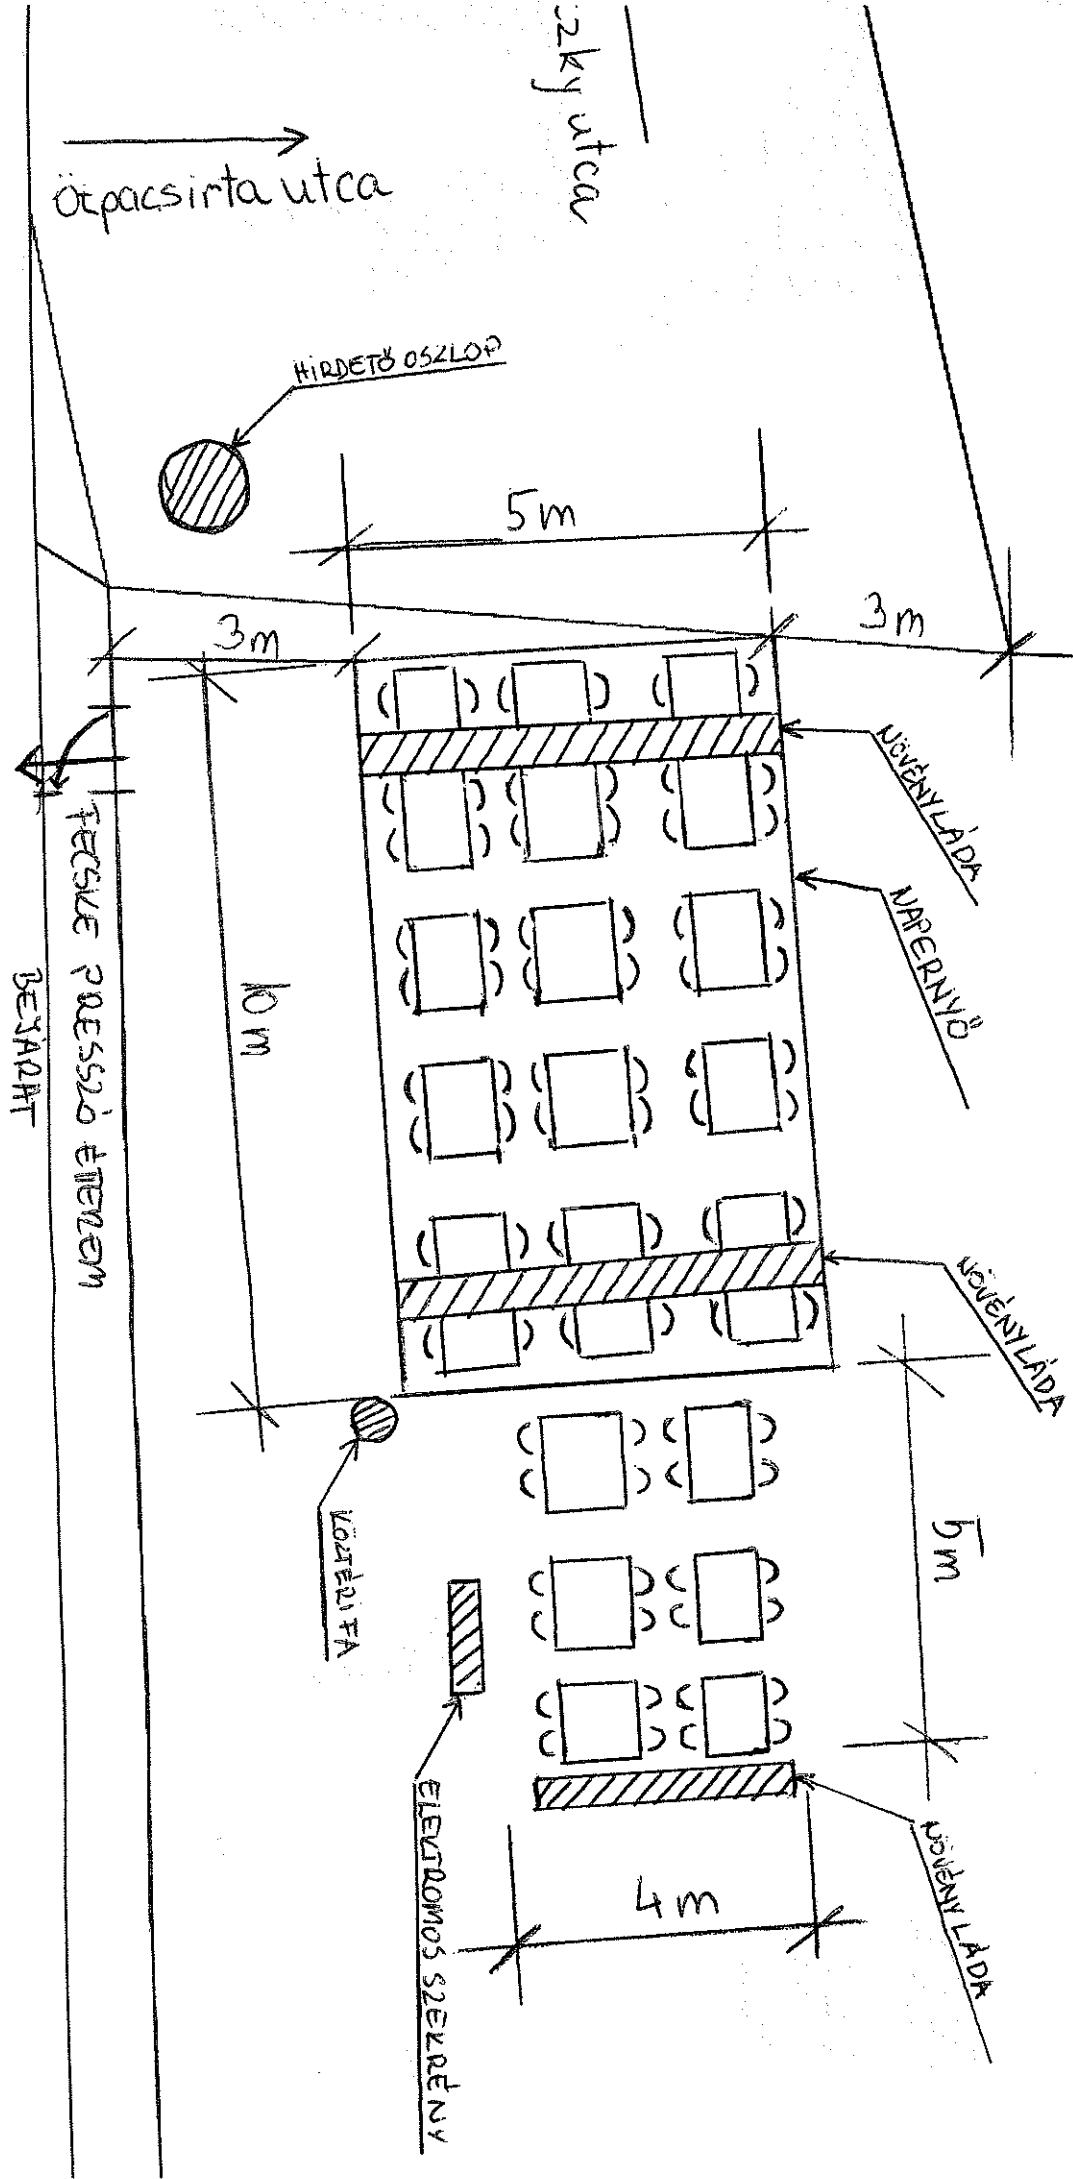 czky utca
Ötpacsirta utca
HIRDETŐ OSZLOP
5m
3m
3m
NÖVÉNYLÁDA
NAPERNYŐ
10m
FECSKE PRESSZÓ ÉTTEREM
BEJÁRAT
NÖVÉNYLÁDA
5m
KÖZTÉRI FA
ELEKTROMOS SZEKRÉNY
NÖVÉNYLÁDA
4m